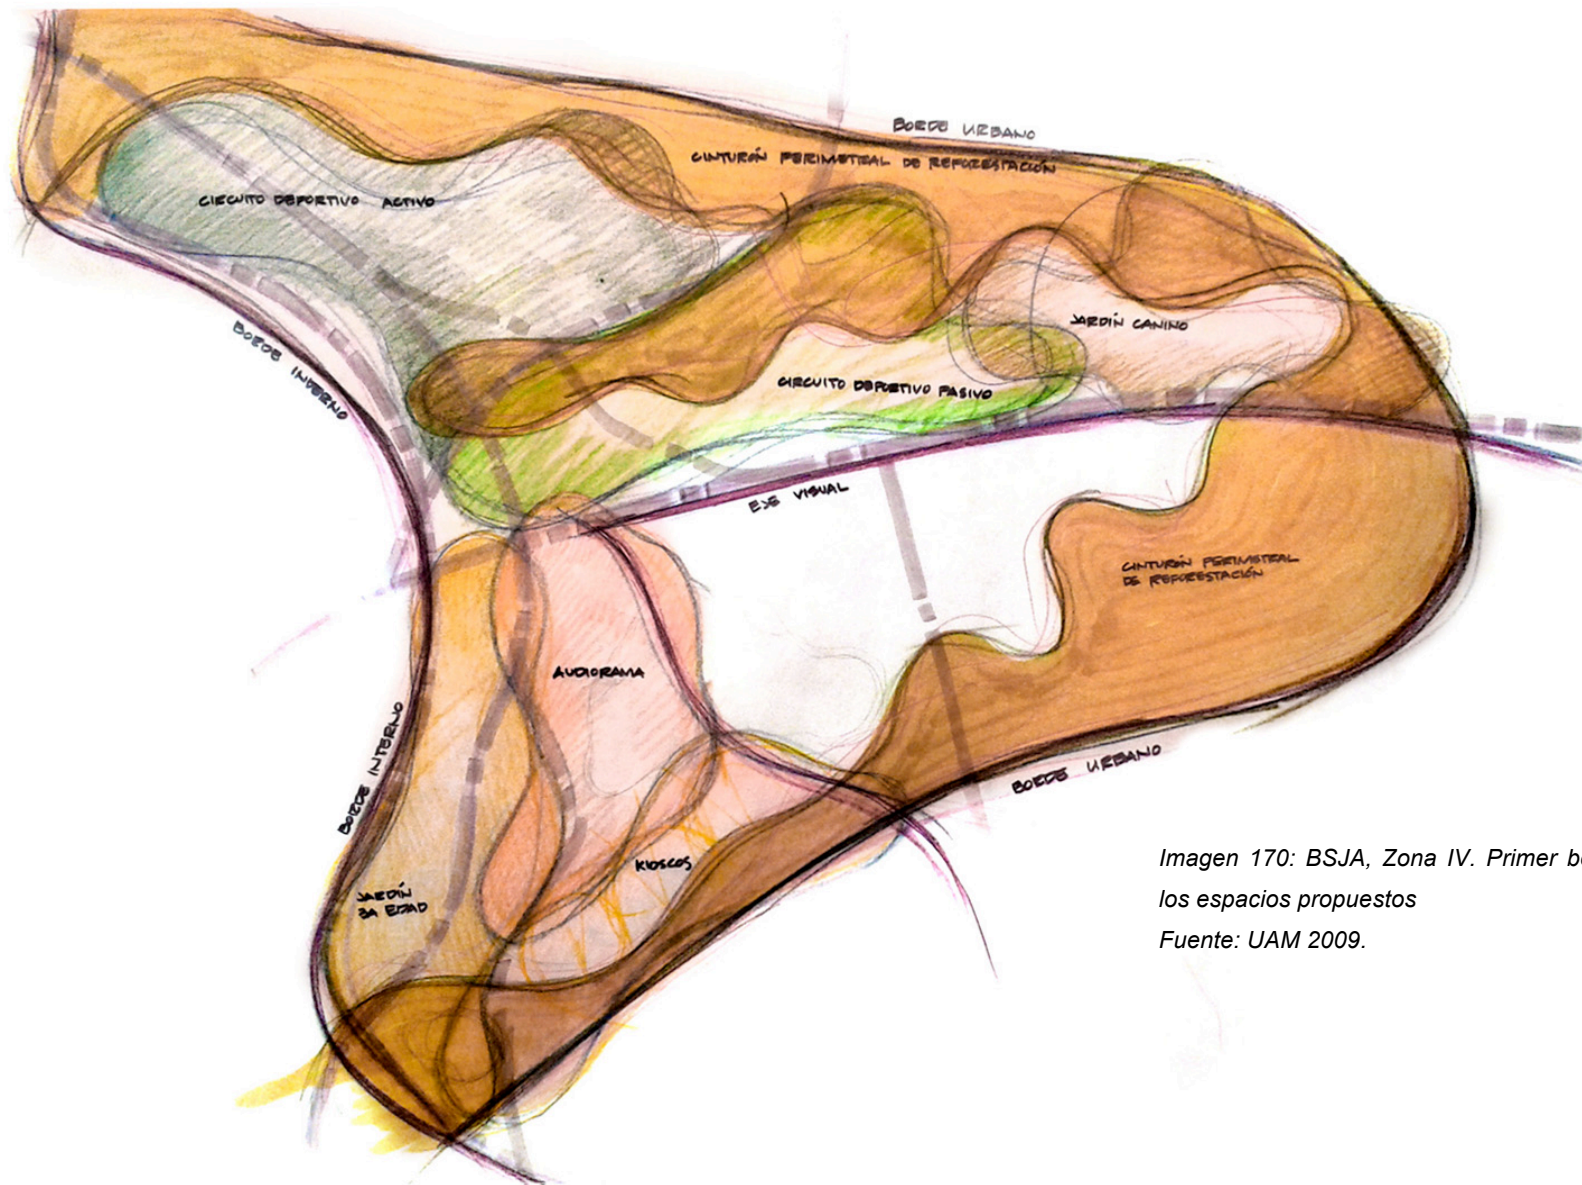 BORDE URBANO
CINTURÓN PERIMETRAL DE REFORESTACIÓN
CIRCUITO DEPORTIVO ACTIVO
BORDE INTERNO
JARDÍN CANINO
CIRCUITO DEPORTIVO PASIVO
EJE VISUAL
CINTURÓN PERIMETRAL
DE REFORESTACIÓN
AUDIORAMA
BORDE INTERNO
BORDE URBANO
KIOSCOS
JARDÍN
3A EDAD
Imagen 170: BSJA, Zona IV. Primer
los espacios propuestos
Fuente: UAM 2009.